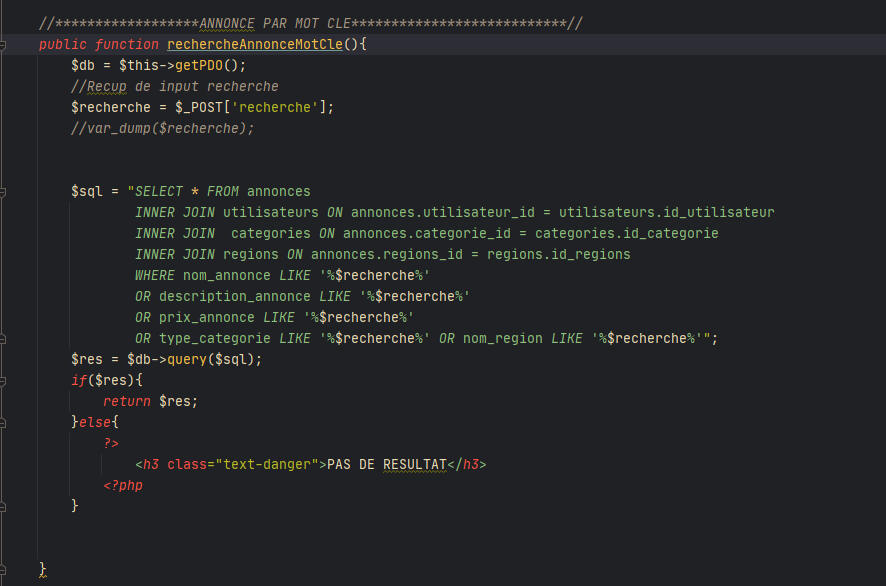 //******************ANNONCE PAR MOT CLE***************************//
public function rechercheAnnonceMotCle(){
$db = $this->getPDO();
//Recup de input recherche
$recherche = $_POST['recherche'];
//var_dump($recherche);
$sql = "SELECT * FROM annonces
INNER JOIN utilisateurs ON annonces.utilisateur_id = utilisateurs.id_utilisateur
INNER JOIN  categories ON annonces.categorie_id = categories.id_categorie
INNER JOIN regions ON annonces.regions_id = regions.id_regions
WHERE nom_annonce LIKE '%$recherche%'
OR description_annonce LIKE '%$recherche%'
OR prix_annonce LIKE '%$recherche%'
OR type_categorie LIKE '%$recherche%' OR nom_region LIKE '%$recherche%'";
$res = $db->query($sql);
if($res){
return $res;
}else{
?>
<h3 class="text-danger">PAS DE RESULTAT</h3>
<?php
}
}